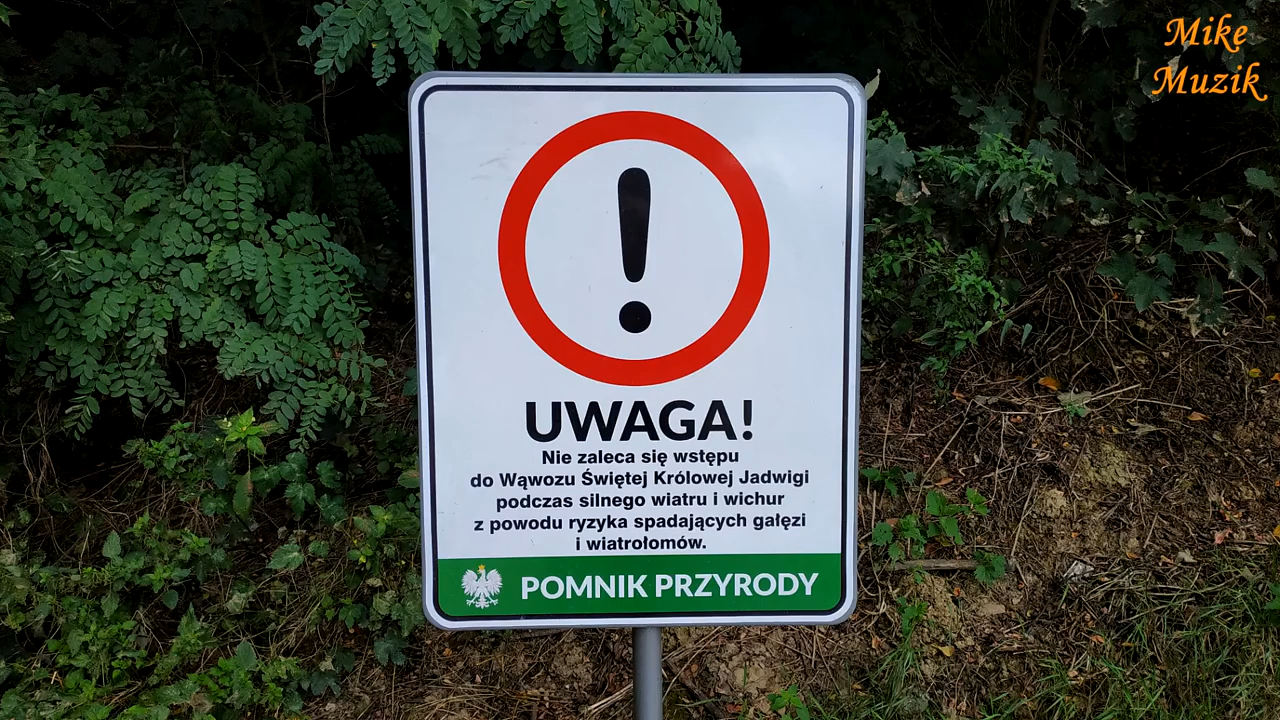 Mike
Muzik
UWAGA!
Nie zaleca się wstępu
do Wąwozu Świętej Królowej Jadwigi
podczas silnego wiatru i wichur
z powodu ryzyka spadających gałęzi
i wiatrołomów.
POMNIK PRZYRODY